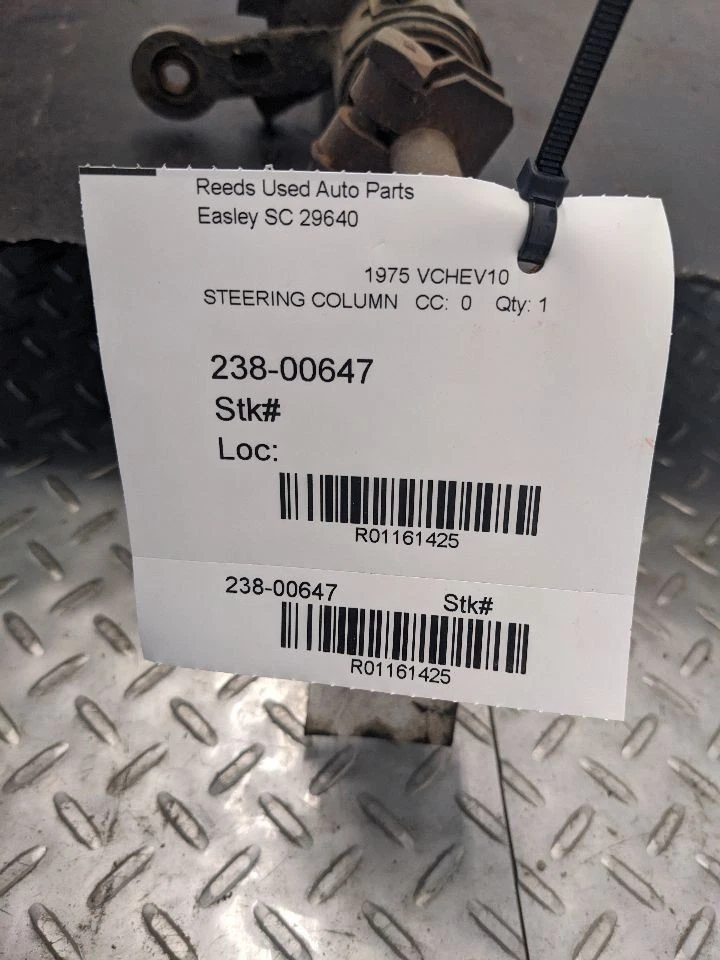 Reeds Used Auto Parts
Easley SC 29640
1975 VCHEV10
STEERING COLUMN CC: 0 Qty: 1
238-00647
Stk#
Loc:
R01161425
238-00647 Stk#
R01161425